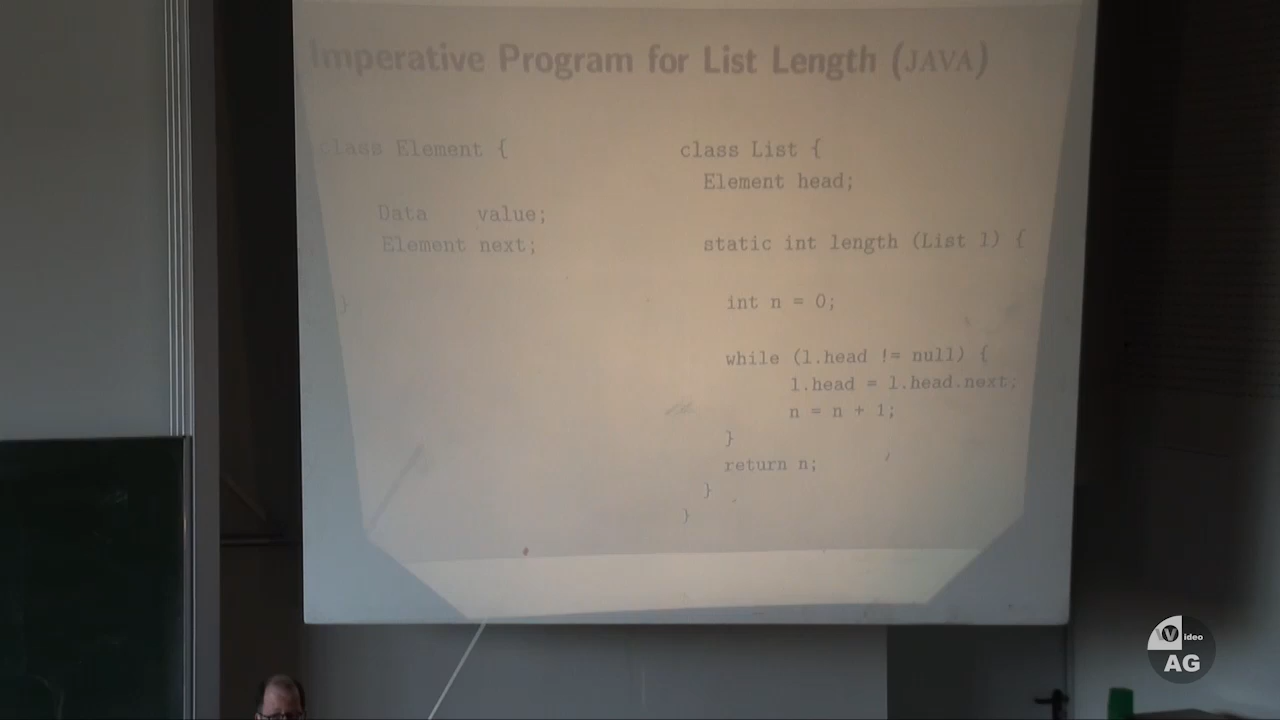 Imperative Program for List Length (JAVA)
class Element {
Data value;
Element next;
}
class List {
Element head;
static int length (List l) {
int n = 0;
while (l.head != null) {
l.head = l.head.next;
n = n + 1;
}
return n;
}
}
Video
AG